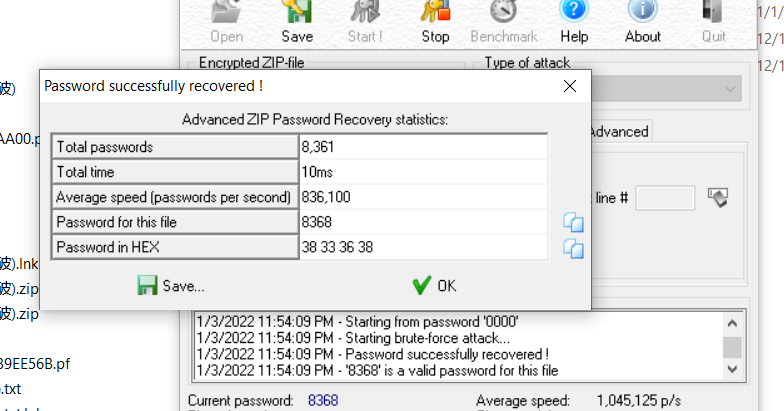 1/1/
Open Save Start ! Stop Benchmark Help About Quit
12/1
Encrypted ZIP-file Type of attack
12/1
破)
Password successfully recovered !
Advanced ZIP Password Recovery statistics:
AA00.p
Advanced
Total passwords 8,361
Total time 10ms
Average speed (passwords per second) 836,100
line #
Password for this file 8368
Password in HEX 38 33 36 38
破).lnk
破).zip
Save... OK
破).zip
1/3/2022 11:54:09 PM - Starting from password '0000'
1/3/2022 11:54:09 PM - Starting brute-force attack...
1/3/2022 11:54:09 PM - Password successfully recovered !
39EE56B.pf
1/3/2022 11:54:09 PM - '8368' is a valid password for this file
.txt
Current password: 8368 Average speed: 1,045,125 p/s